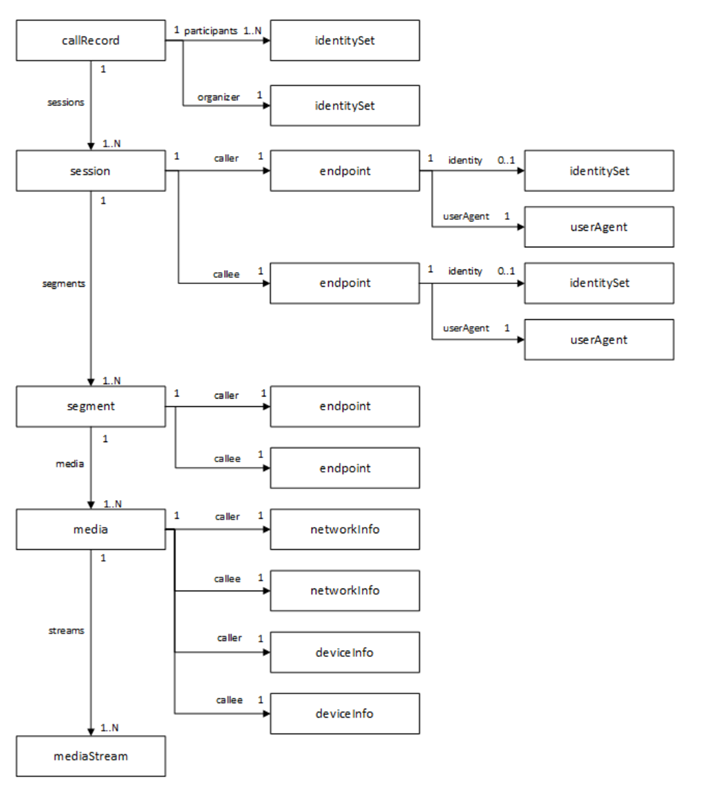 callRecord
1 participants 1..N
identitySet
1
organizer 1
identitySet
sessions
1..N
session
1 caller 1
endpoint
1 identity 0..1
identitySet
userAgent 1
userAgent
1
callee 1
endpoint
1 identity 0..1
identitySet
userAgent 1
userAgent
segments
1..N
segment
1 caller 1
endpoint
1
media
callee 1
endpoint
1..N
media
1 caller 1
networkInfo
1
callee 1
networkInfo
streams
caller 1
deviceInfo
callee 1
deviceInfo
1..N
mediaStream